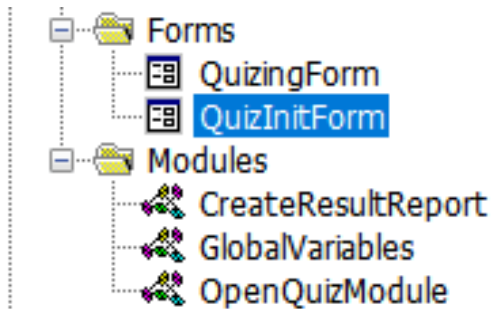 Forms
QuizingForm
QuizInitForm
Modules
CreateResultReport
GlobalVariables
OpenQuizModule